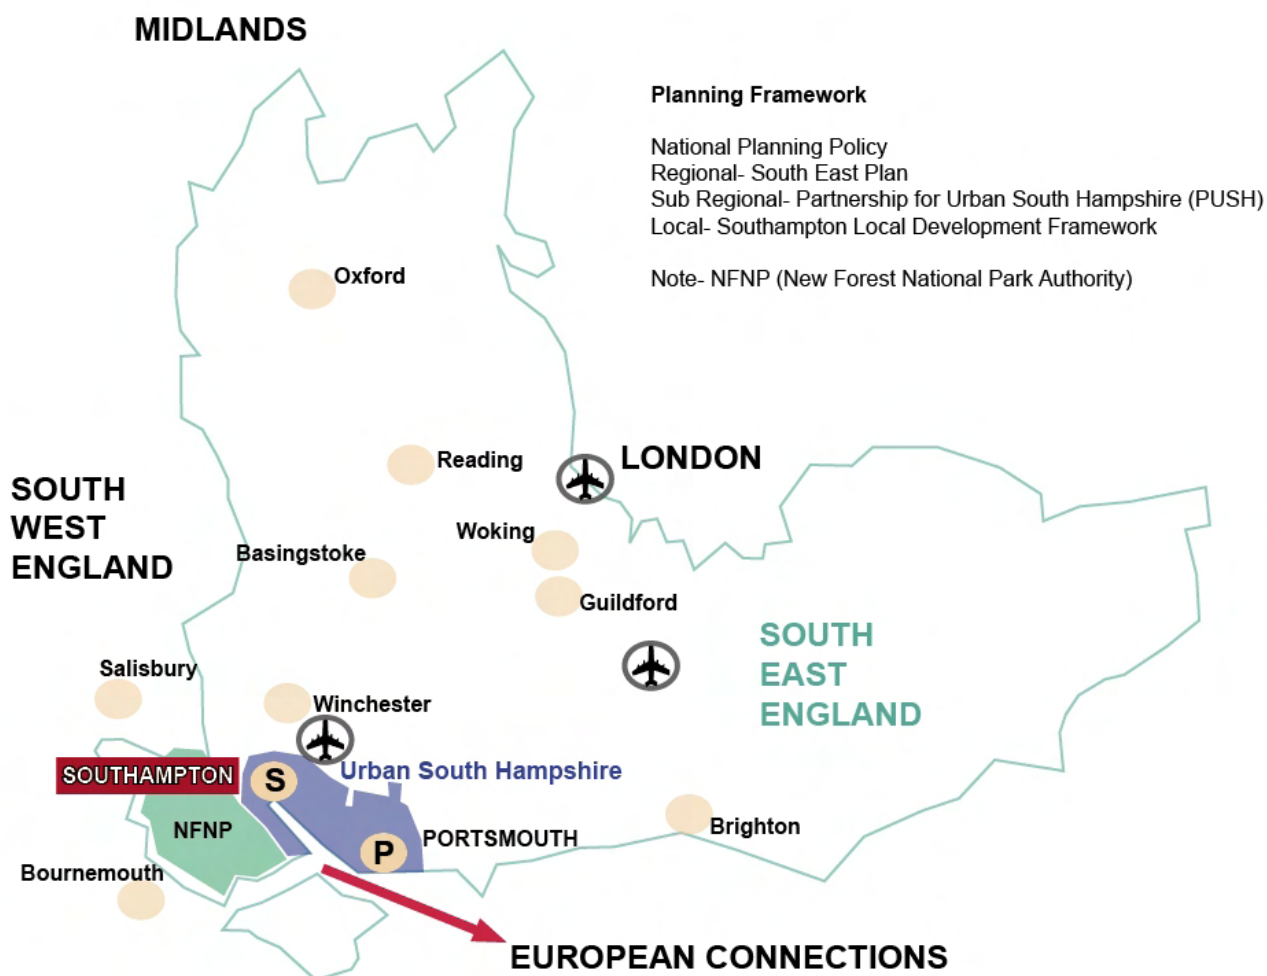 MIDLANDS
Planning Framework
National Planning Policy
Regional- South East Plan
Sub Regional- Partnership for Urban South Hampshire (PUSH)
Local- Southampton Local Development Framework
Note- NFNP (New Forest National Park Authority)
Oxford
Reading
LONDON
SOUTH
WEST
ENGLAND
Woking
Basingstoke
Guildford
SOUTH
EAST
ENGLAND
Salisbury
Winchester
SOUTHAMPTON
S
Urban South Hampshire
NFNP
P
PORTSMOUTH
Brighton
Bournemouth
EUROPEAN CONNECTIONS